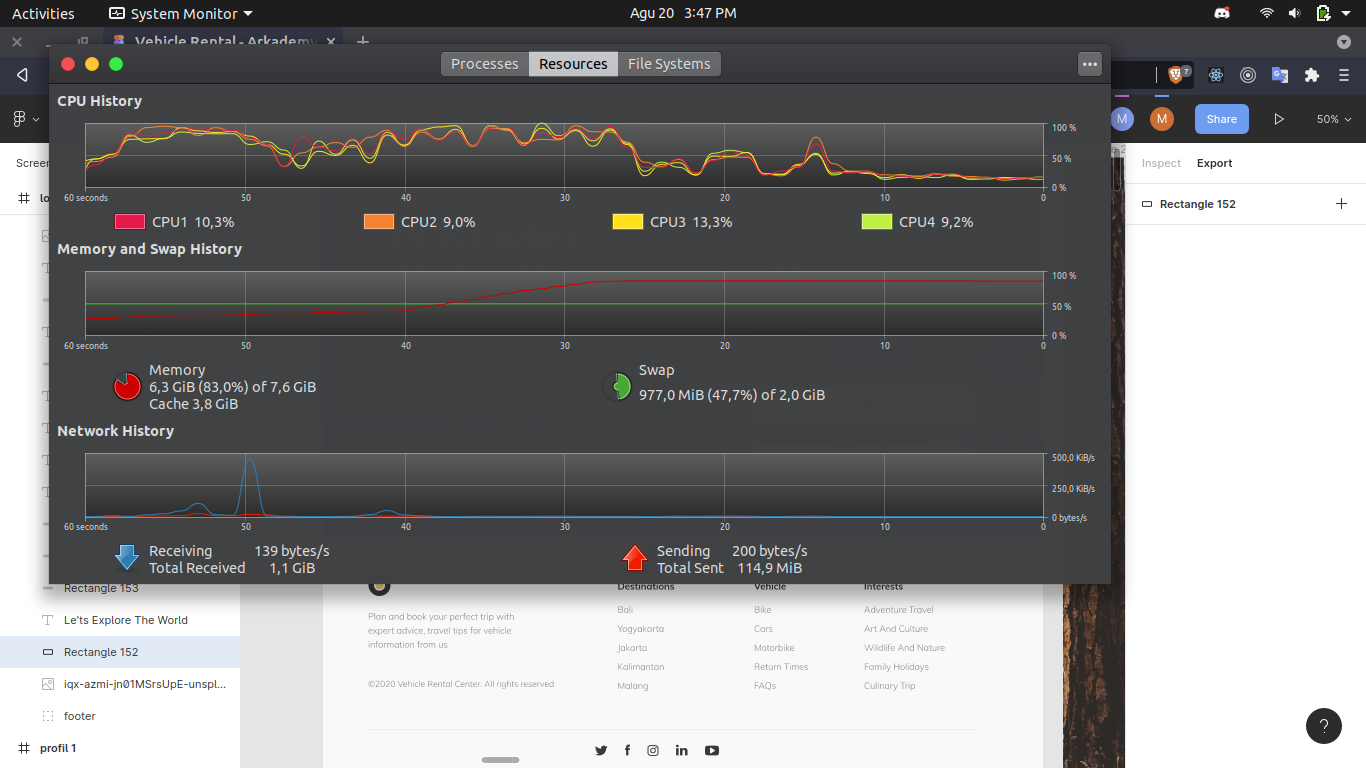 Activities
System Monitor
Agu 20 3:47 PM
Vehicle Rental - Arkademy
7
Processes
Resources
File Systems
CPU History
100 %
50 %
0 %
60 seconds
50
40
30
20
10
0
CPU1 10,3%
CPU2 9,0%
CPU3 13,3%
CPU4 9,2%
Memory and Swap History
100 %
50 %
0 %
60 seconds
50
40
30
20
10
0
Memory
6,3 GiB (83,0%) of 7,6 GiB
Cache 3,8 GiB
Swap
977,0 MiB (47,7%) of 2,0 GiB
Network History
500,0 KiB/s
250,0 KiB/s
0 bytes/s
60 seconds
50
40
30
20
10
0
Receiving 139 bytes/s
Total Received 1,1 GiB
Sending 200 bytes/s
Total Sent 114,9 MiB
M
M
Share
50%
Inspect
Export
Rectangle 152
Screen
lo
Rectangle 153
Le'ts Explore The World
Rectangle 152
iqx-azmi-jn01MSrsUpE-unspl...
footer
profil 1
Plan and book your perfect trip with
expert advice, travel tips for vehicle
information from us
©2020 Vehicle Rental Center. All rights reserved
Destinations
Bali
Yogyakarta
Jakarta
Kalimantan
Malang
Vehicle
Bike
Cars
Motorbike
Return Times
FAQs
Interests
Adventure Travel
Art And Culture
Wildlife And Nature
Family Holidays
Culinary Trip
?